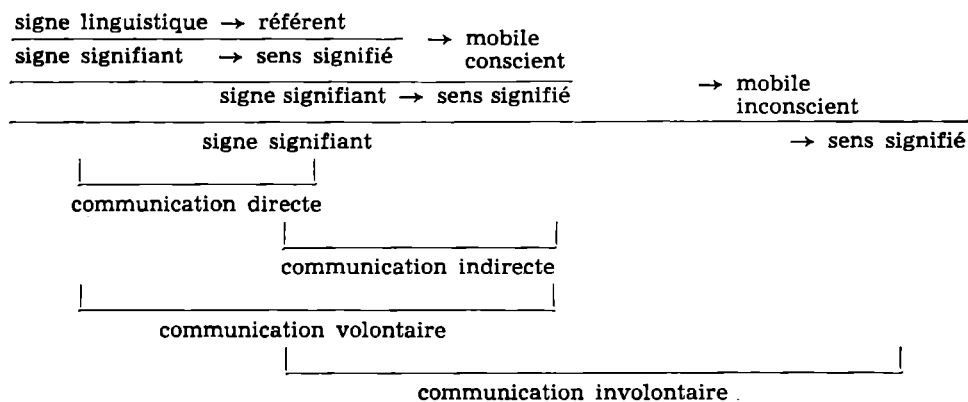 signe linguistique → référent
→ mobile
signe signifiant → sens signifié
conscient
→ mobile
signe signifiant → sens signifié
inconscient
signe signifiant → sens signifié
communication directe
communication indirecte
communication volontaire
communication involontaire